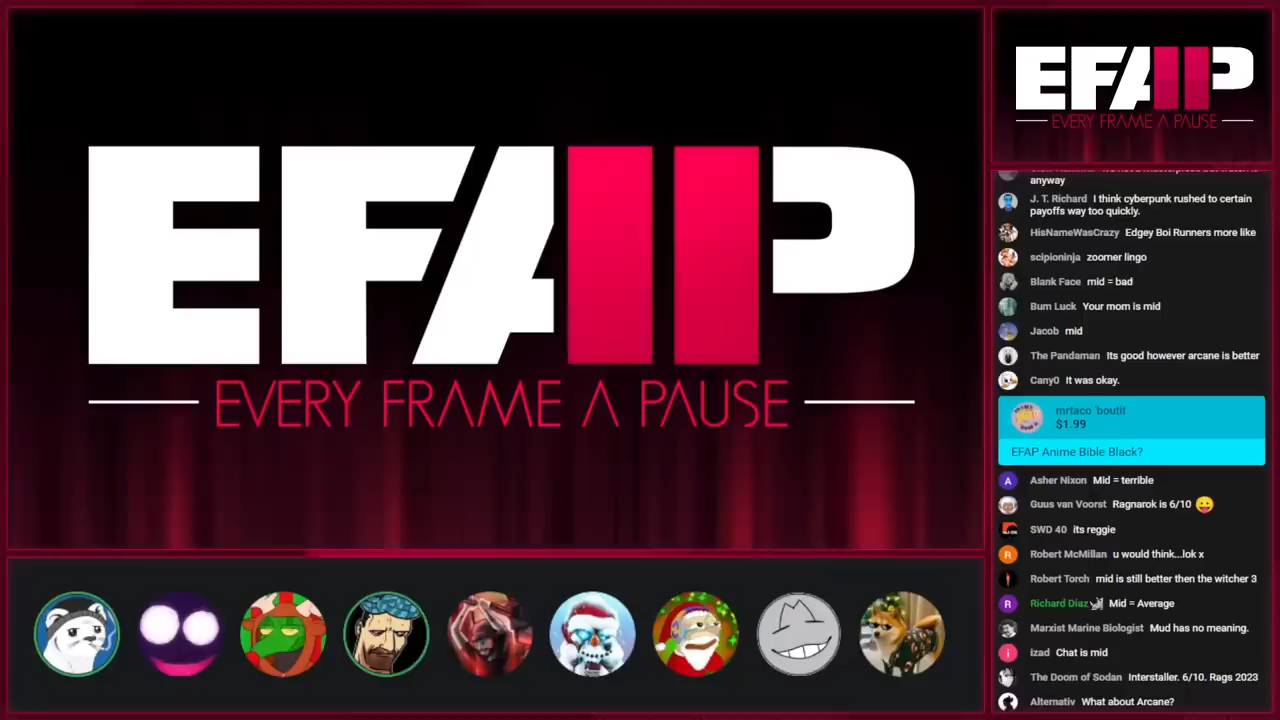 EFAP
EVERY FRAME A PAUSE
EFAP
EVERY FRAME A PAUSE
anyway
J. T. Richard I think cyberpunk rushed to certain
payoffs way too quickly.
HisNameWasCrazy Edgey Boi Runners more like
scipioninja zoomer lingo
Blank Face mid = bad
Bum Luck Your mom is mid
Jacob mid
The Pandaman Its good however arcane is better
Cany0 It was okay.
mrtaco 'boutit
$1.99
EFAP Anime Bible Black?
A Asher Nixon Mid = terrible
Guus van Voorst Ragnarok is 6/10 😛
SWD 40 its reggie
R Robert McMillan u would think...lok x
Robert Torch mid is still better then the witcher 3
R Richard Diaz Mid = Average
Marxist Marine Biologist Mud has no meaning.
i izad Chat is mid
The Doom of Sodan Interstaller. 6/10. Rags 2023
Alternativ What about Arcane?